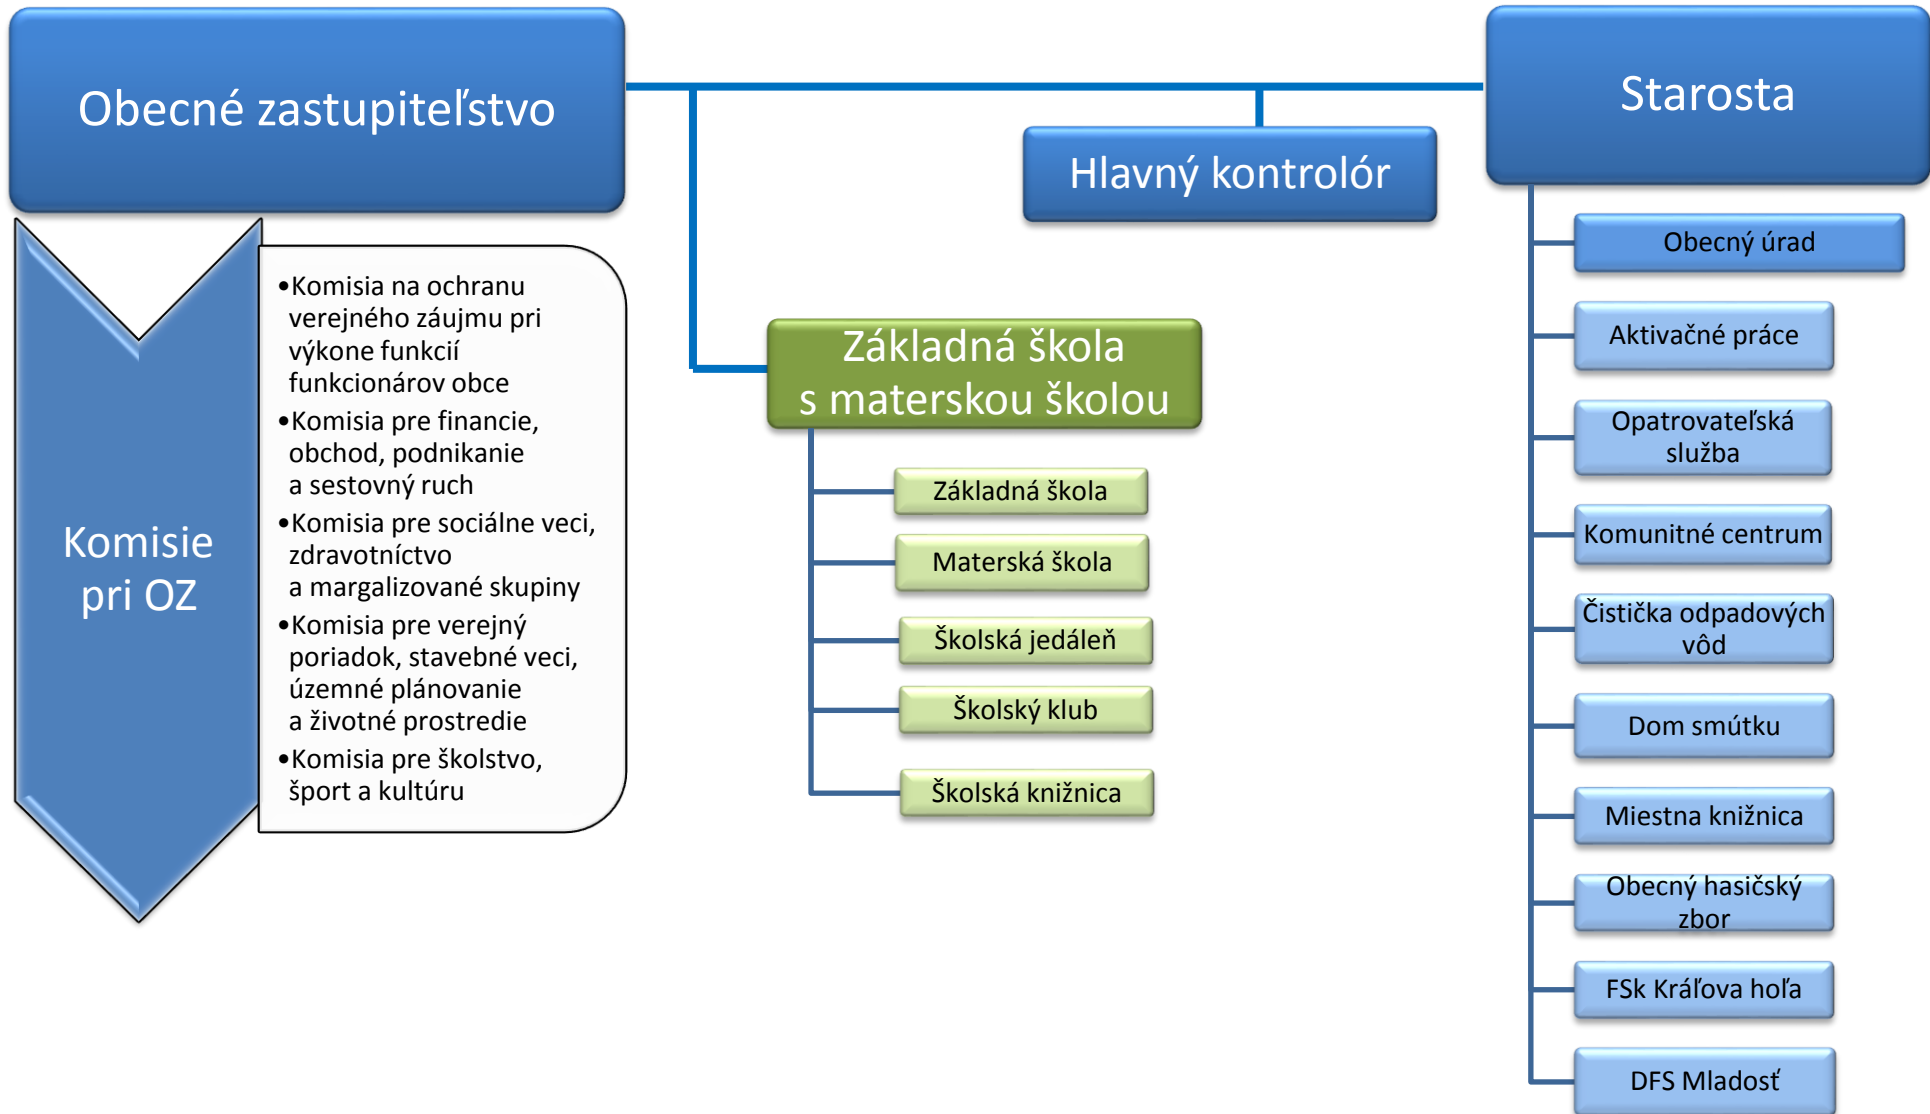 Obecné zastupiteľstvo
Starosta
Hlavný kontrolór
Komisie
pri OZ
•Komisia na ochranu
verejného záujmu pri
výkone funkcií
funkcionárov obce
•Komisia pre financie,
obchod, podnikanie
a sestovný ruch
•Komisia pre sociálne veci,
zdravotníctvo
a margalizované skupiny
•Komisia pre verejný
poriadok, stavebné veci,
územné plánovanie
a životné prostredie
•Komisia pre školstvo,
šport a kultúru
Základná škola
s materskou školou
Základná škola
Materská škola
Školská jedáleň
Školský klub
Školská knižnica
Obecný úrad
Aktivačné práce
Opatrovateľská
služba
Komunitné centrum
Čistička odpadových
vôd
Dom smútku
Miestna knižnica
Obecný hasičský
zbor
FSk Kráľova hoľa
DFS Mladosť